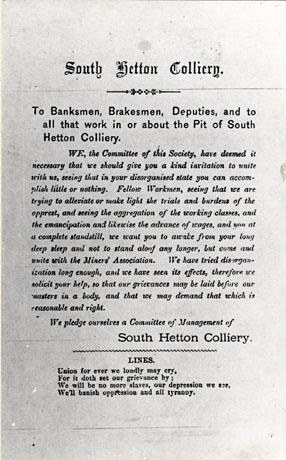 South Hetton Colliery.
To Banksmen, Brakesmen, Deputies, and to
all that work in or about the Pit of South
Hetton Colliery.
WE, the Committee of this Society, have deemed it
necessary that we should give you a kind invitation to unite
with us, seeing that in your disorganised state you can accom-
plish little or nothing. Fellow Workmen, seeing that we are
trying to alleviate or make light the trials and burdens of the
opprest, and seeing the aggregation of the working classes, and
the emancipation and likewise the advance of wages, and you at
a complete standstill, we want you to awake from your long
deep sleep and not to stand aloy any longer, but come and
unite with the Miners' Association. We have tried disorgan-
ization long enough, and we have seen its effects, therefore we
solicit your help, so that our grievances may be laid before our
masters in a body, and that we may demand that which is
reasonable and right.
We pledge ourselves a Committee of Management of
South Hetton Colliery.
LINES.
Union for ever we loudly may cry,
For it doth set our grievance by;
We will be no more slaves, our depression we see,
We'll banish oppression and all tyranny.